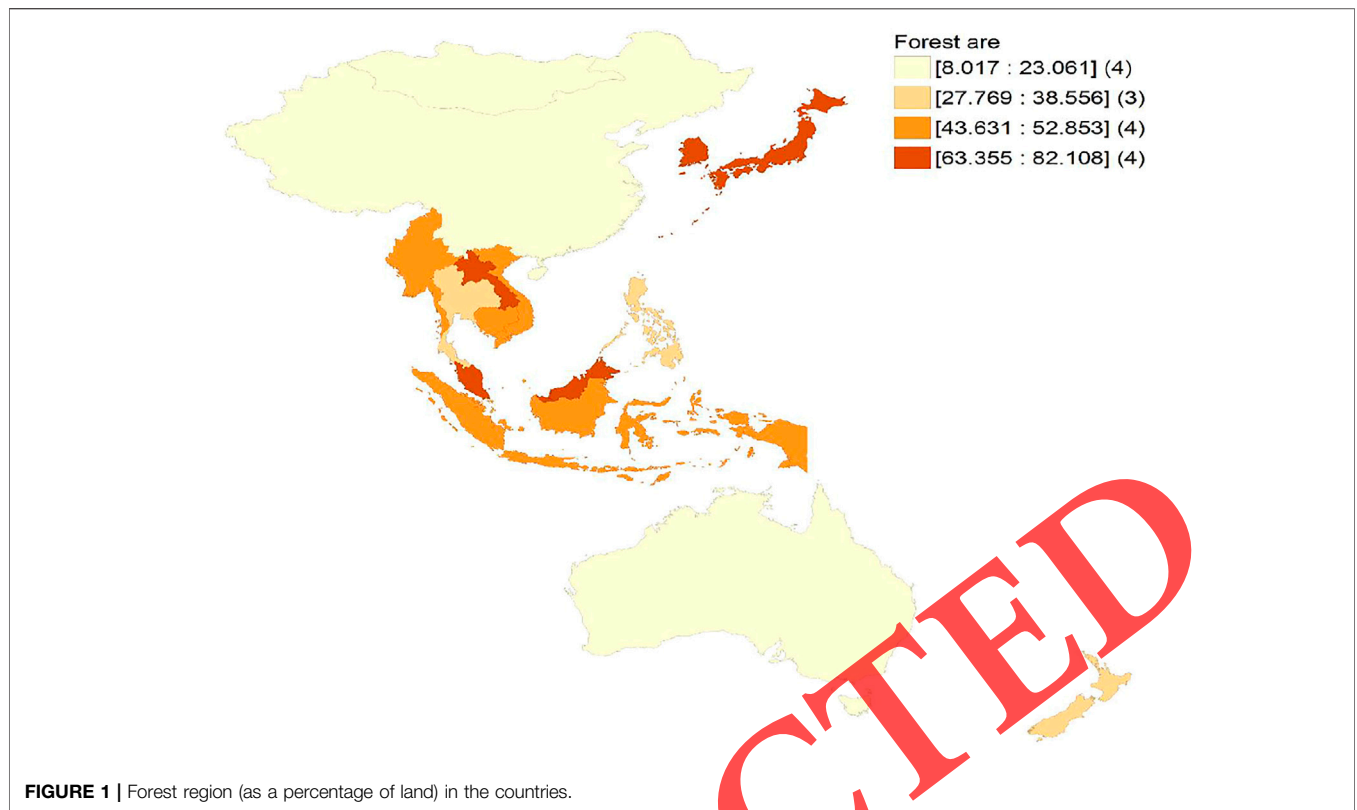 Forest are
[8.017 : 23.061] (4)
[27.769 : 38.556] (3)
[43.631 : 52.853] (4)
[63.355 : 82.108] (4)
CTED
FIGURE 1 | Forest region (as a percentage of land) in the countries.